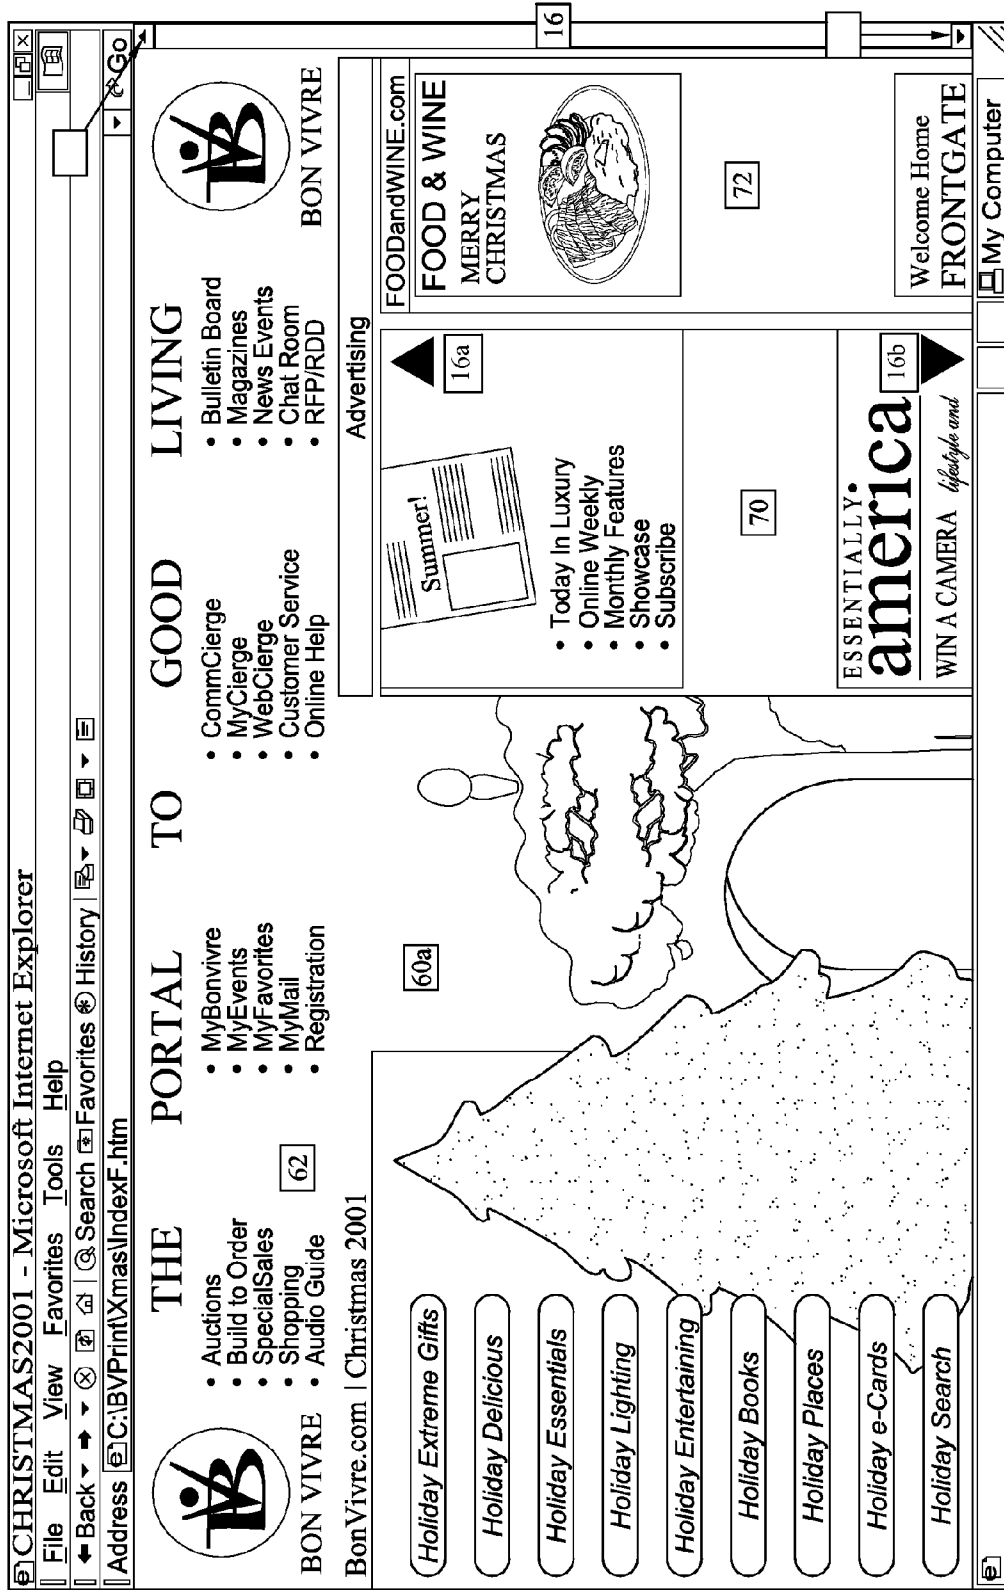 CHRISTMAS2001 - Microsoft Internet Explorer
File Edit View Favorites Tools Help
Back Search Favorites History
Address C:\BVPrint\Xmas\IndexF.htm Go
THE PORTAL TO GOOD LIVING
BON VIVRE
• Auctions
• Build to Order
• SpecialSales
• Shopping
• Audio Guide
62
• MyBonvivre
• MyEvents
• MyFavorites
• MyMail
• Registration
• CommCierge
• MyCierge
• WebCierge
• Customer Service
• Online Help
• Bulletin Board
• Magazines
• News Events
• Chat Room
• RFP/RDD
BV
BON VIVRE
BonVivre.com | Christmas 2001
Holiday Extreme Gifts
Holiday Delicious
Holiday Essentials
Holiday Lighting
Holiday Entertaining
Holiday Books
Holiday Places
Holiday e-Cards
Holiday Search
60a
Advertising
Summer!
16a
• Today In Luxury
• Online Weekly
• Monthly Features
• Showcase
• Subscribe
70
ESSENTIALLY•
america
WIN A CAMERA lifestyle and
16b
FOODandWINE.com
FOOD & WINE
MERRY
CHRISTMAS
72
Welcome Home
FRONTGATE
16
My Computer